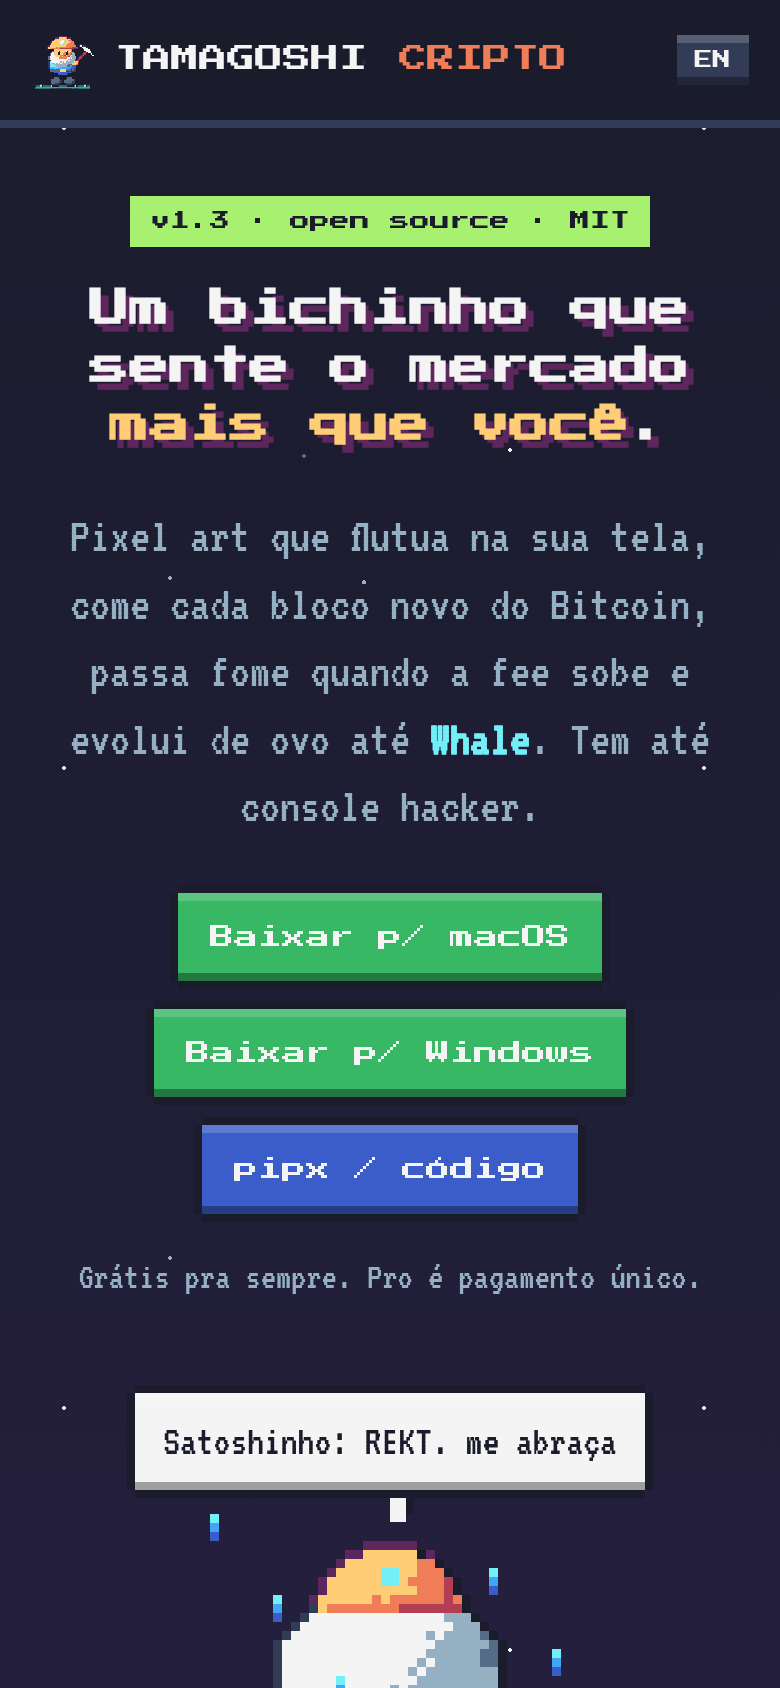 TAMAGOSHI CRIPTO
EN
v1.3 · open source · MIT
Um bichinho que
sente o mercado
mais que você.
Pixel art que flutua na sua tela,
come cada bloco novo do Bitcoin,
passa fome quando a fee sobe e
evolui de ovo até Whale. Tem até
console hacker.
Baixar p/ macOS
Baixar p/ Windows
pipx / código
Grátis pra sempre. Pro é pagamento único.
Satoshinho: REKT. me abraça